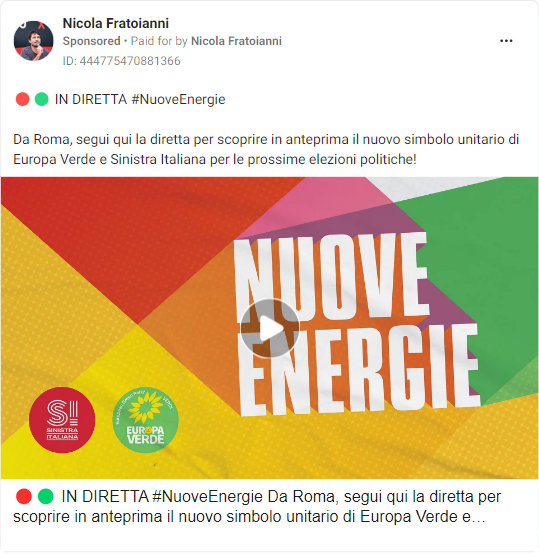 Nicola Fratoianni
Sponsored • Paid for by Nicola Fratoianni
ID: 444775470881366
🔴🟢 IN DIRETTA #NuoveEnergie
Da Roma, segui qui la diretta per scoprire in anteprima il nuovo simbolo unitario di
Europa Verde e Sinistra Italiana per le prossime elezioni politiche!
NUOVE
ENERGIE
SI
SINISTRA
ITALIANA
EUROPA
VERDE
🔴🟢 IN DIRETTA #NuoveEnergie Da Roma, segui qui la diretta per
scoprire in anteprima il nuovo simbolo unitario di Europa Verde e…